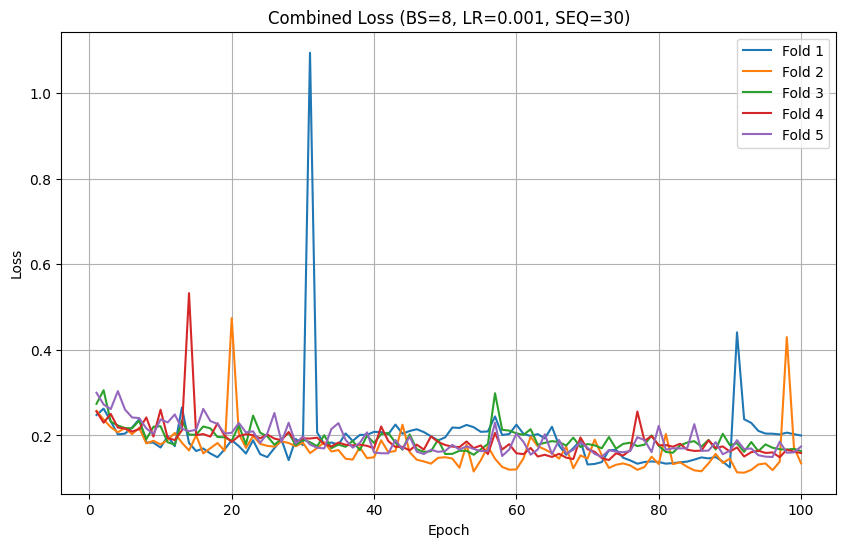 Combined Loss (BS=8, LR=0.001, SEQ=30)
Fold 1
Fold 2
Fold 3
Fold 4
Fold 5
Loss
1.0
0.8
0.6
0.4
0.2
0 20 40 60 80 100
Epoch